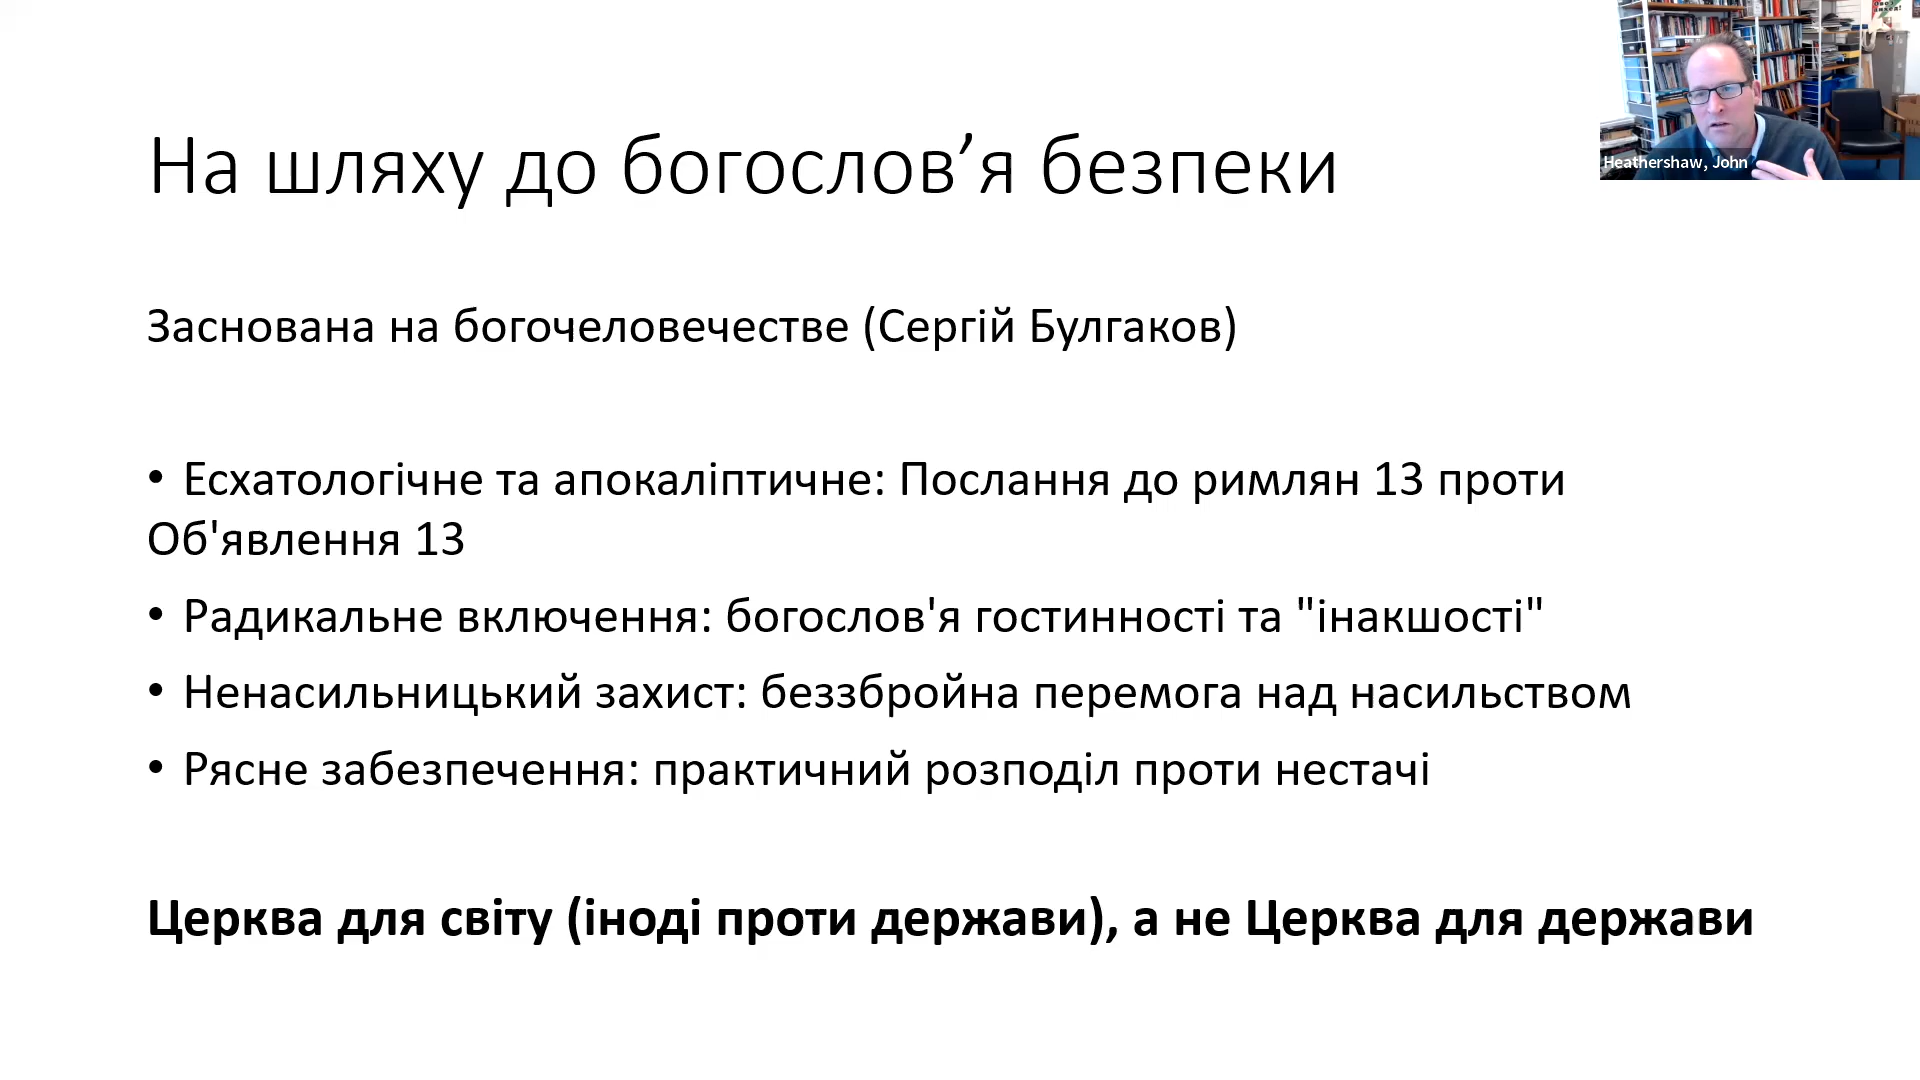 На шляху до богослов’я безпеки
Heathershaw, John
Заснована на богочеловечестве (Сергій Булгаков)
• Есхатологічне та апокаліптичне: Послання до римлян 13 проти
Об'явлення 13
• Радикальне включення: богослов'я гостинності та "інакшості"
• Ненасильницький захист: беззбройна перемога над насильством
• Рясне забезпечення: практичний розподіл проти нестачі
Церква для світу (іноді проти держави), а не Церква для держави